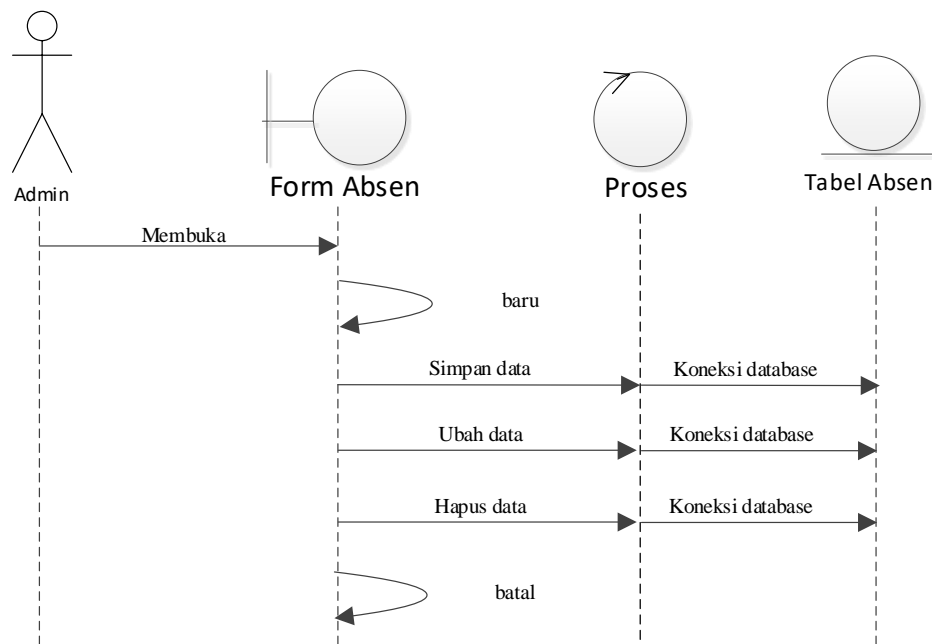 Admin
Form Absen
Proses
Tabel Absen
Membuka
baru
Simpan data
Koneksi database
Ubah data
Koneksi database
Hapus data
Koneksi database
batal